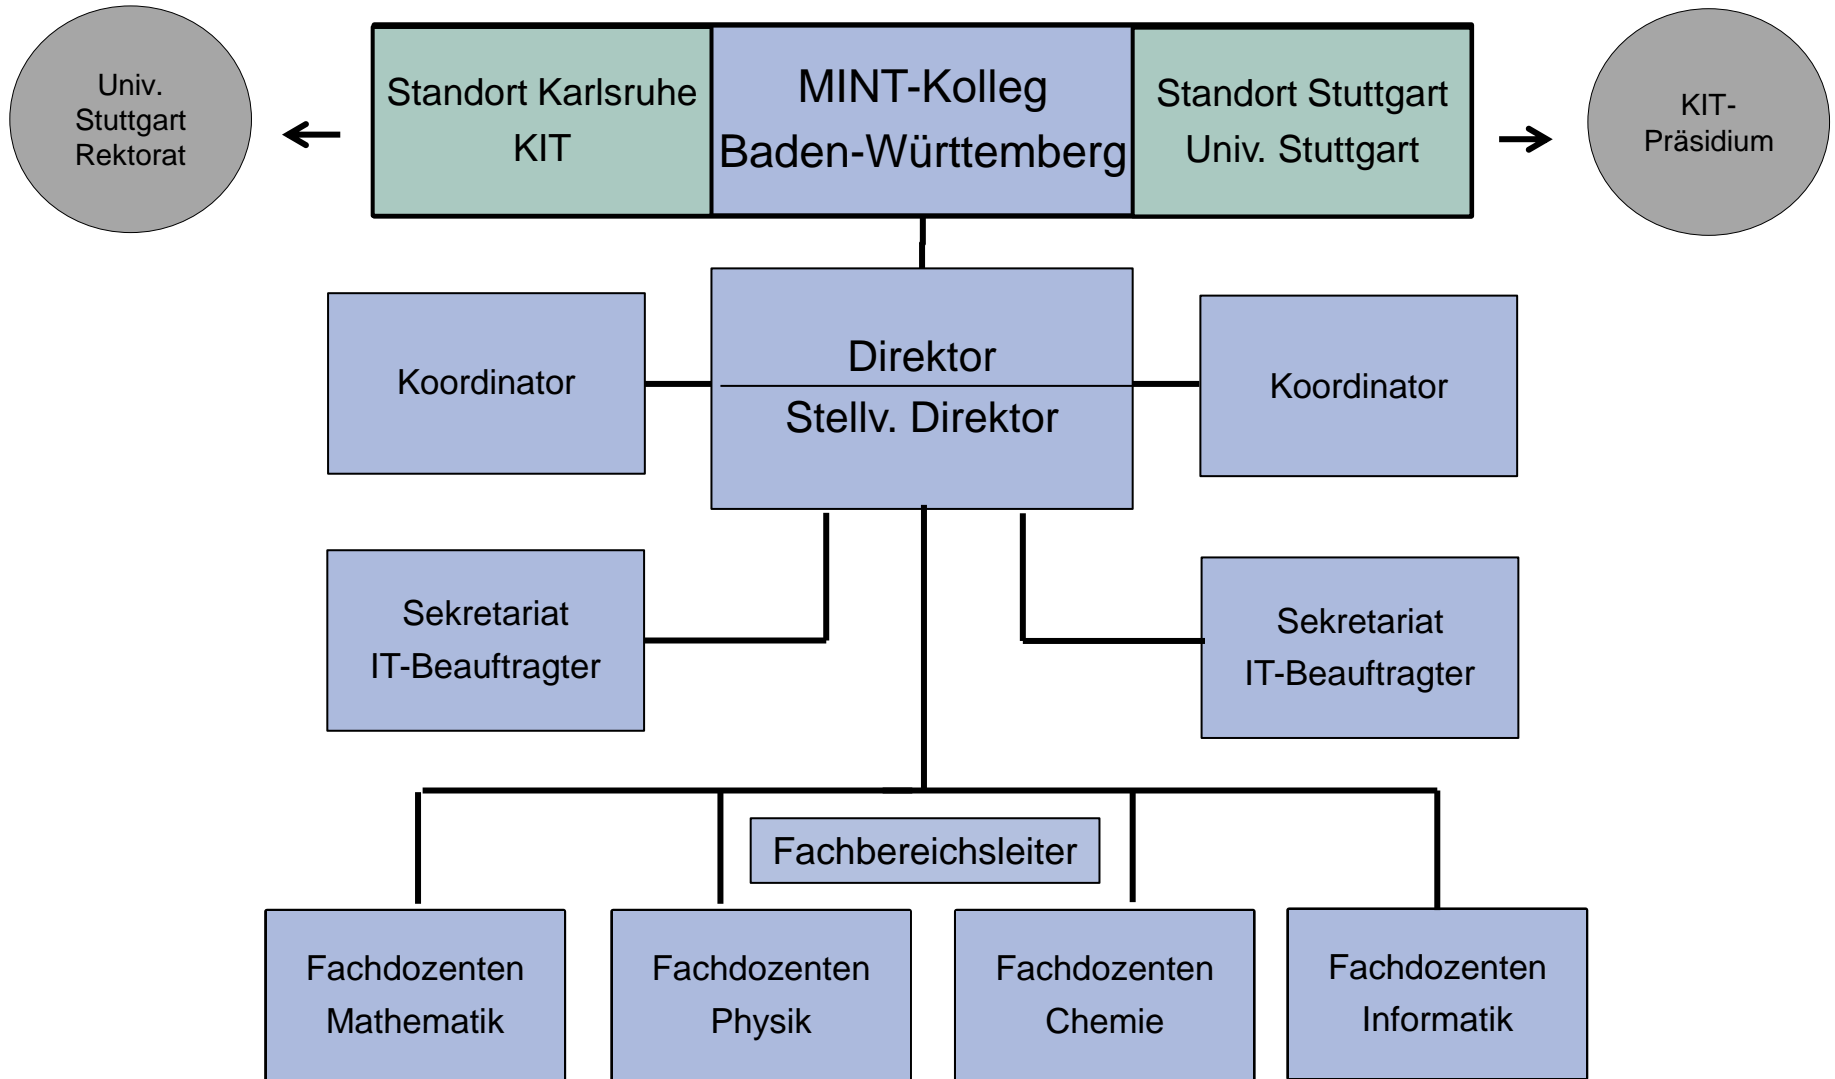 Univ.
Stuttgart
Rektorat
Standort Karlsruhe
KIT
MINT-Kolleg
Baden-Württemberg
Standort Stuttgart
Univ. Stuttgart
KIT-
Präsidium
Koordinator
Direktor
Stellv. Direktor
Koordinator
Sekretariat
IT-Beauftragter
Sekretariat
IT-Beauftragter
Fachbereichsleiter
Fachdozenten
Mathematik
Fachdozenten
Physik
Fachdozenten
Chemie
Fachdozenten
Informatik